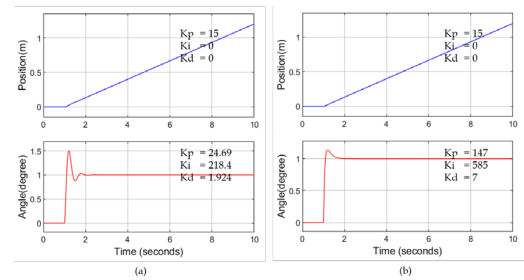 Position(m)
1
0.5
0
Kp = 15
Ki = 0
Kd = 0
0 2 4 6 8 10
Angle(degree)
1.5
1
0.5
0
Kp = 24.69
Ki = 218.4
Kd = 1.924
0 2 4 6 8 10
Time (seconds)
(a)
Position(m)
1
0.5
0
Kp = 15
Ki = 0
Kd = 0
0 2 4 6 8 10
Angle(degree)
1
0.5
0
Kp = 147
Ki = 585
Kd = 7
0 2 4 6 8 10
Time (seconds)
(b)